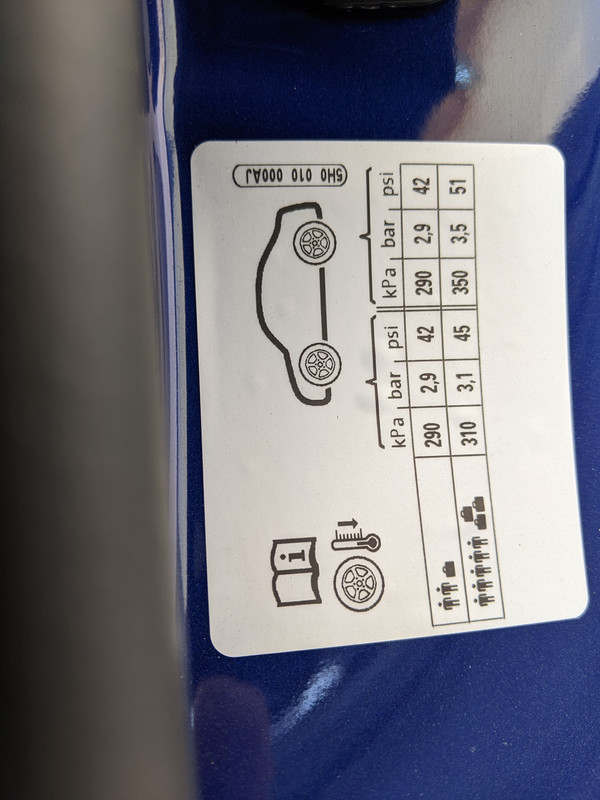 5H0 010 000AJ
kPa bar psi kPa bar psi
290 2,9 42 290 2,9 42
310 3,1 45 350 3,5 51
i